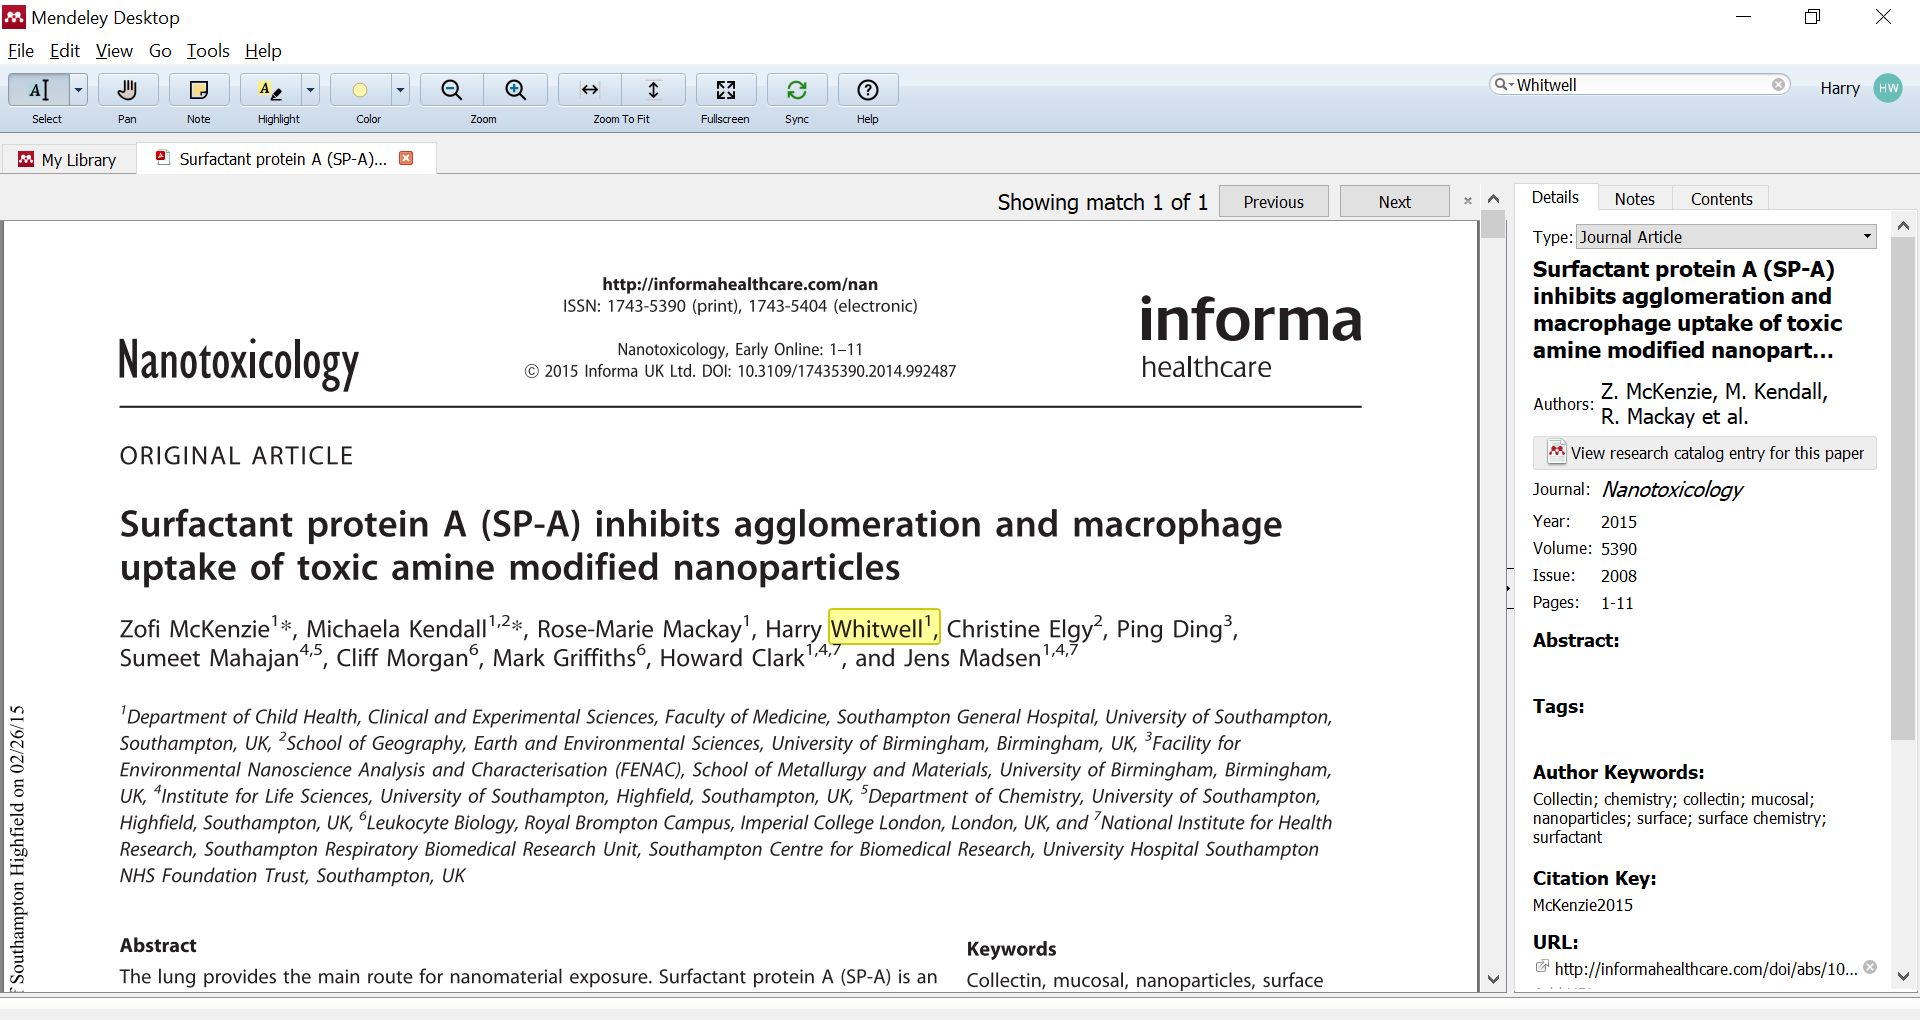 Mendeley Desktop
File Edit View Go Tools Help
Select Pan Note Highlight Color Zoom Zoom To Fit Fullscreen Sync Help
Whitwell
Harry HW
My Library
Surfactant protein A (SP-A)...
Showing match 1 of 1 Previous Next
http://informahealthcare.com/nan
ISSN: 1743-5390 (print), 1743-5404 (electronic)
Nanotoxicology
Nanotoxicology, Early Online: 1–11
© 2015 Informa UK Ltd. DOI: 10.3109/17435390.2014.992487
informa
healthcare
ORIGINAL ARTICLE
Surfactant protein A (SP-A) inhibits agglomeration and macrophage
uptake of toxic amine modified nanoparticles
Zofi McKenzie1*, Michaela Kendall1,2*, Rose-Marie Mackay1, Harry Whitwell1, Christine Elgy2, Ping Ding3,
Sumeet Mahajan4,5, Cliff Morgan6, Mark Griffiths6, Howard Clark1,4,7, and Jens Madsen1,4,7
1Department of Child Health, Clinical and Experimental Sciences, Faculty of Medicine, Southampton General Hospital, University of Southampton,
Southampton, UK, 2School of Geography, Earth and Environmental Sciences, University of Birmingham, Birmingham, UK, 3Facility for
Environmental Nanoscience Analysis and Characterisation (FENAC), School of Metallurgy and Materials, University of Birmingham, Birmingham,
UK, 4Institute for Life Sciences, University of Southampton, Highfield, Southampton, UK, 5Department of Chemistry, University of Southampton,
Highfield, Southampton, UK, 6Leukocyte Biology, Royal Brompton Campus, Imperial College London, London, UK, and 7National Institute for Health
Research, Southampton Respiratory Biomedical Research Unit, Southampton Centre for Biomedical Research, University Hospital Southampton
NHS Foundation Trust, Southampton, UK
Abstract
The lung provides the main route for nanomaterial exposure. Surfactant protein A (SP-A) is an
Keywords
Collectin, mucosal, nanoparticles, surface
Southampton Highfield on 02/26/15
Details Notes Contents
Type: Journal Article
Surfactant protein A (SP-A)
inhibits agglomeration and
macrophage uptake of toxic
amine modified nanopart...
Authors: Z. McKenzie, M. Kendall,
R. Mackay et al.
View research catalog entry for this paper
Journal: Nanotoxicology
Year: 2015
Volume: 5390
Issue: 2008
Pages: 1-11
Abstract:
Tags:
Author Keywords:
Collectin; chemistry; collectin; mucosal;
nanoparticles; surface; surface chemistry;
surfactant
Citation Key:
McKenzie2015
URL:
http://informahealthcare.com/doi/abs/10...